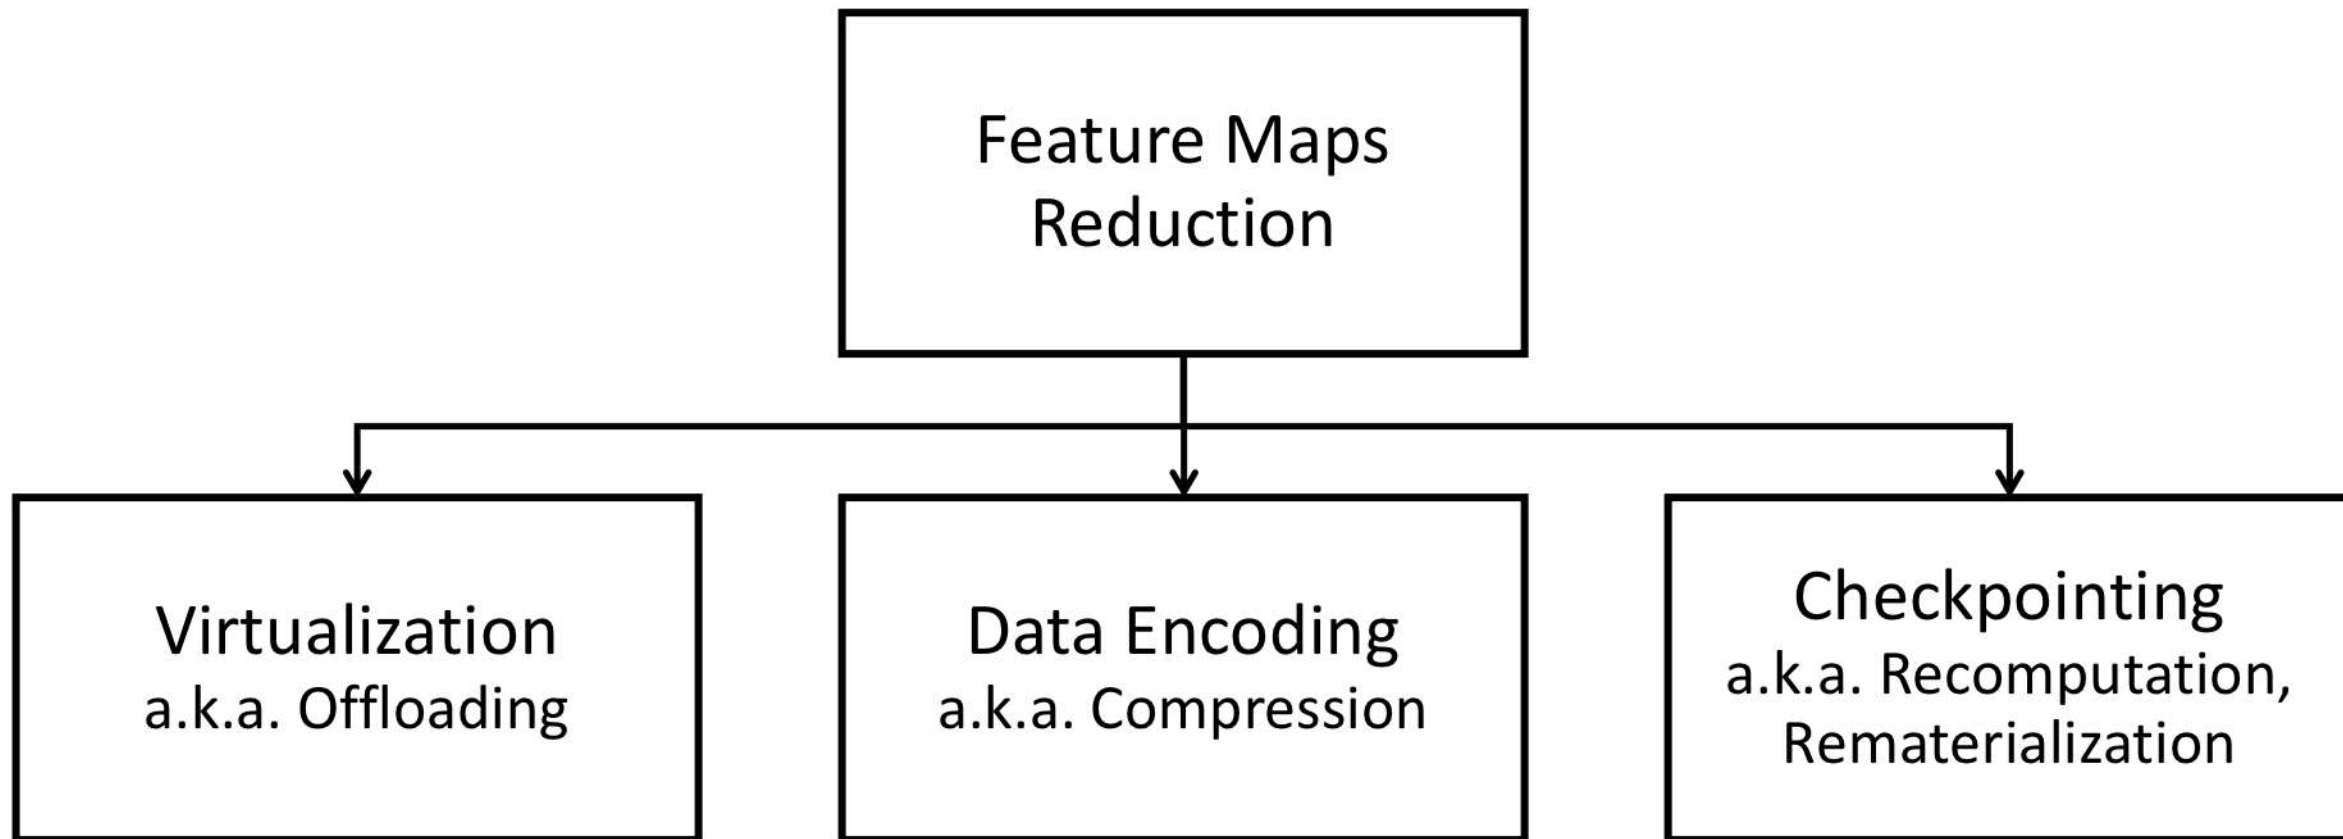 Feature Maps
Reduction
Virtualization
a.k.a. Offloading
Data Encoding
a.k.a. Compression
Checkpointing
a.k.a. Recomputation,
Rematerialization